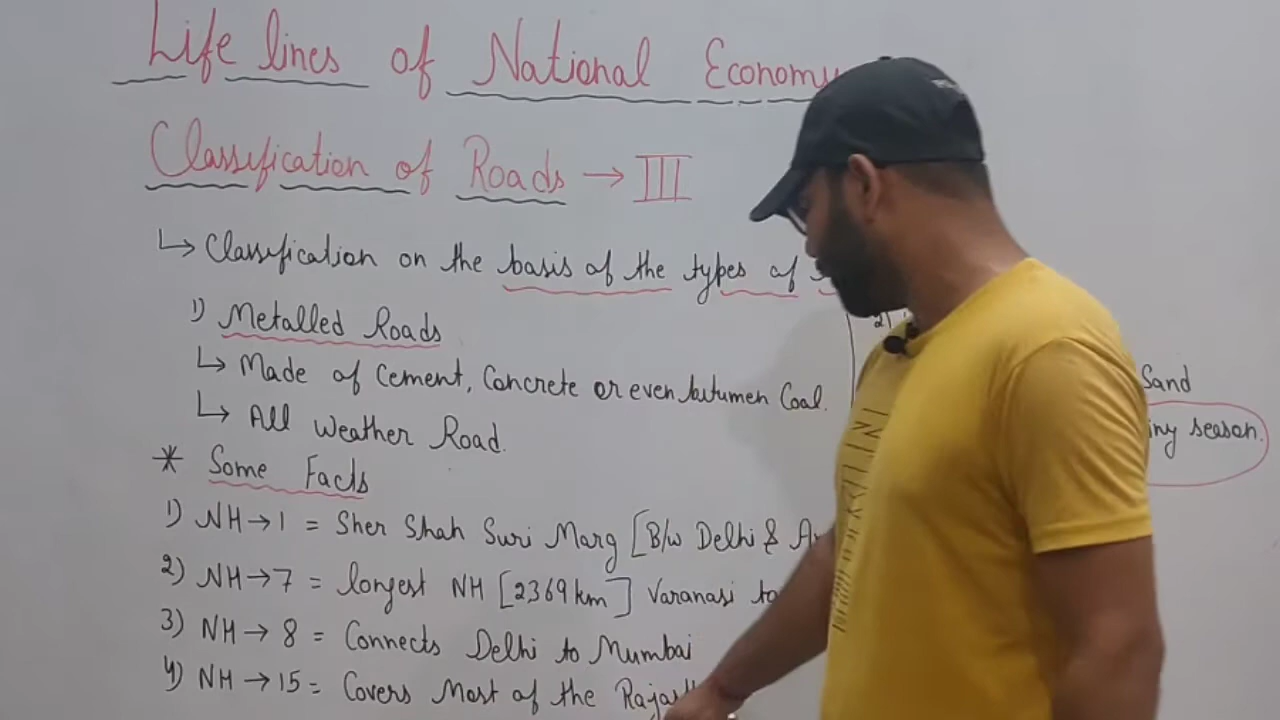 Life lines of National Economy
Classification of Roads → III
↳ Classification on the basis of the types of
1) Metalled Roads
↳ Made of Cement, Concrete or even bitumen Coal.
↳ All Weather Road.
* Some Facts
1) NH → 1 = Sher Shah Suri Marg [B/w Delhi &
2) NH → 7 = longest NH [2369 km] Varanasi to
3) NH → 8 = Connects Delhi to Mumbai
4) NH → 15 = Covers Most of the
2)
Sand
season.